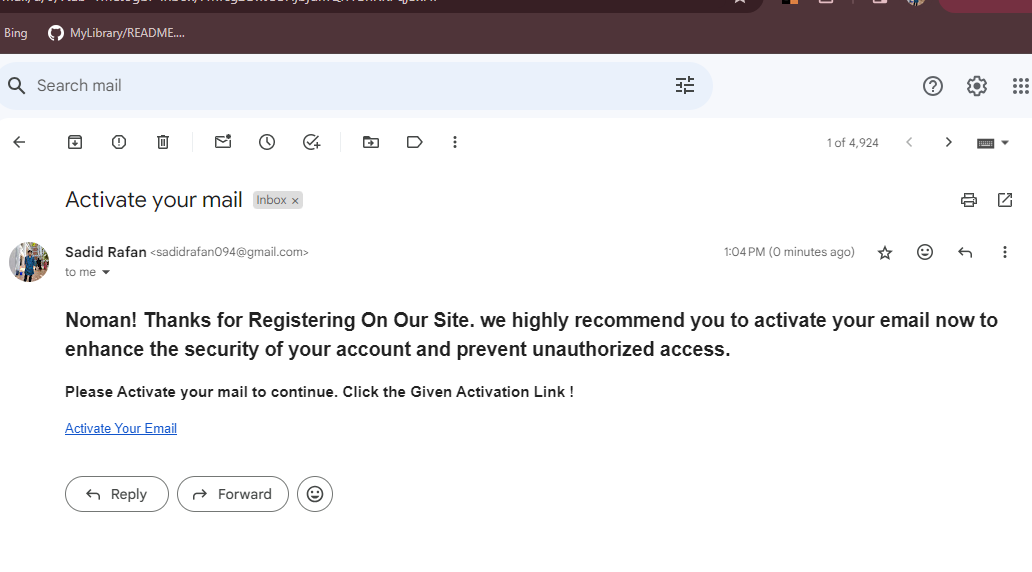 Bing MyLibrary/README....
Search mail
1 of 4,924
Activate your mail Inbox ×
Sadid Rafan <sadidrafan094@gmail.com> 1:04 PM (0 minutes ago)
to me
Noman! Thanks for Registering On Our Site. we highly recommend you to activate your email now to
enhance the security of your account and prevent unauthorized access.
Please Activate your mail to continue. Click the Given Activation Link !
Activate Your Email
Reply Forward